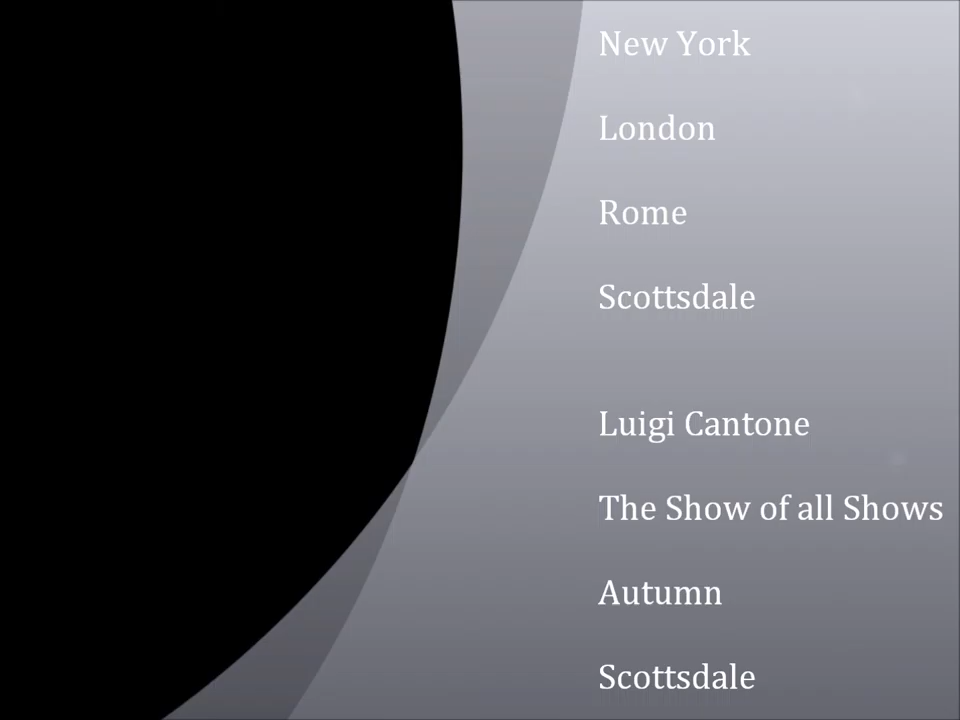 New York
London
Rome
Scottsdale
Luigi Cantone
The Show of all Shows
Autumn
Scottsdale